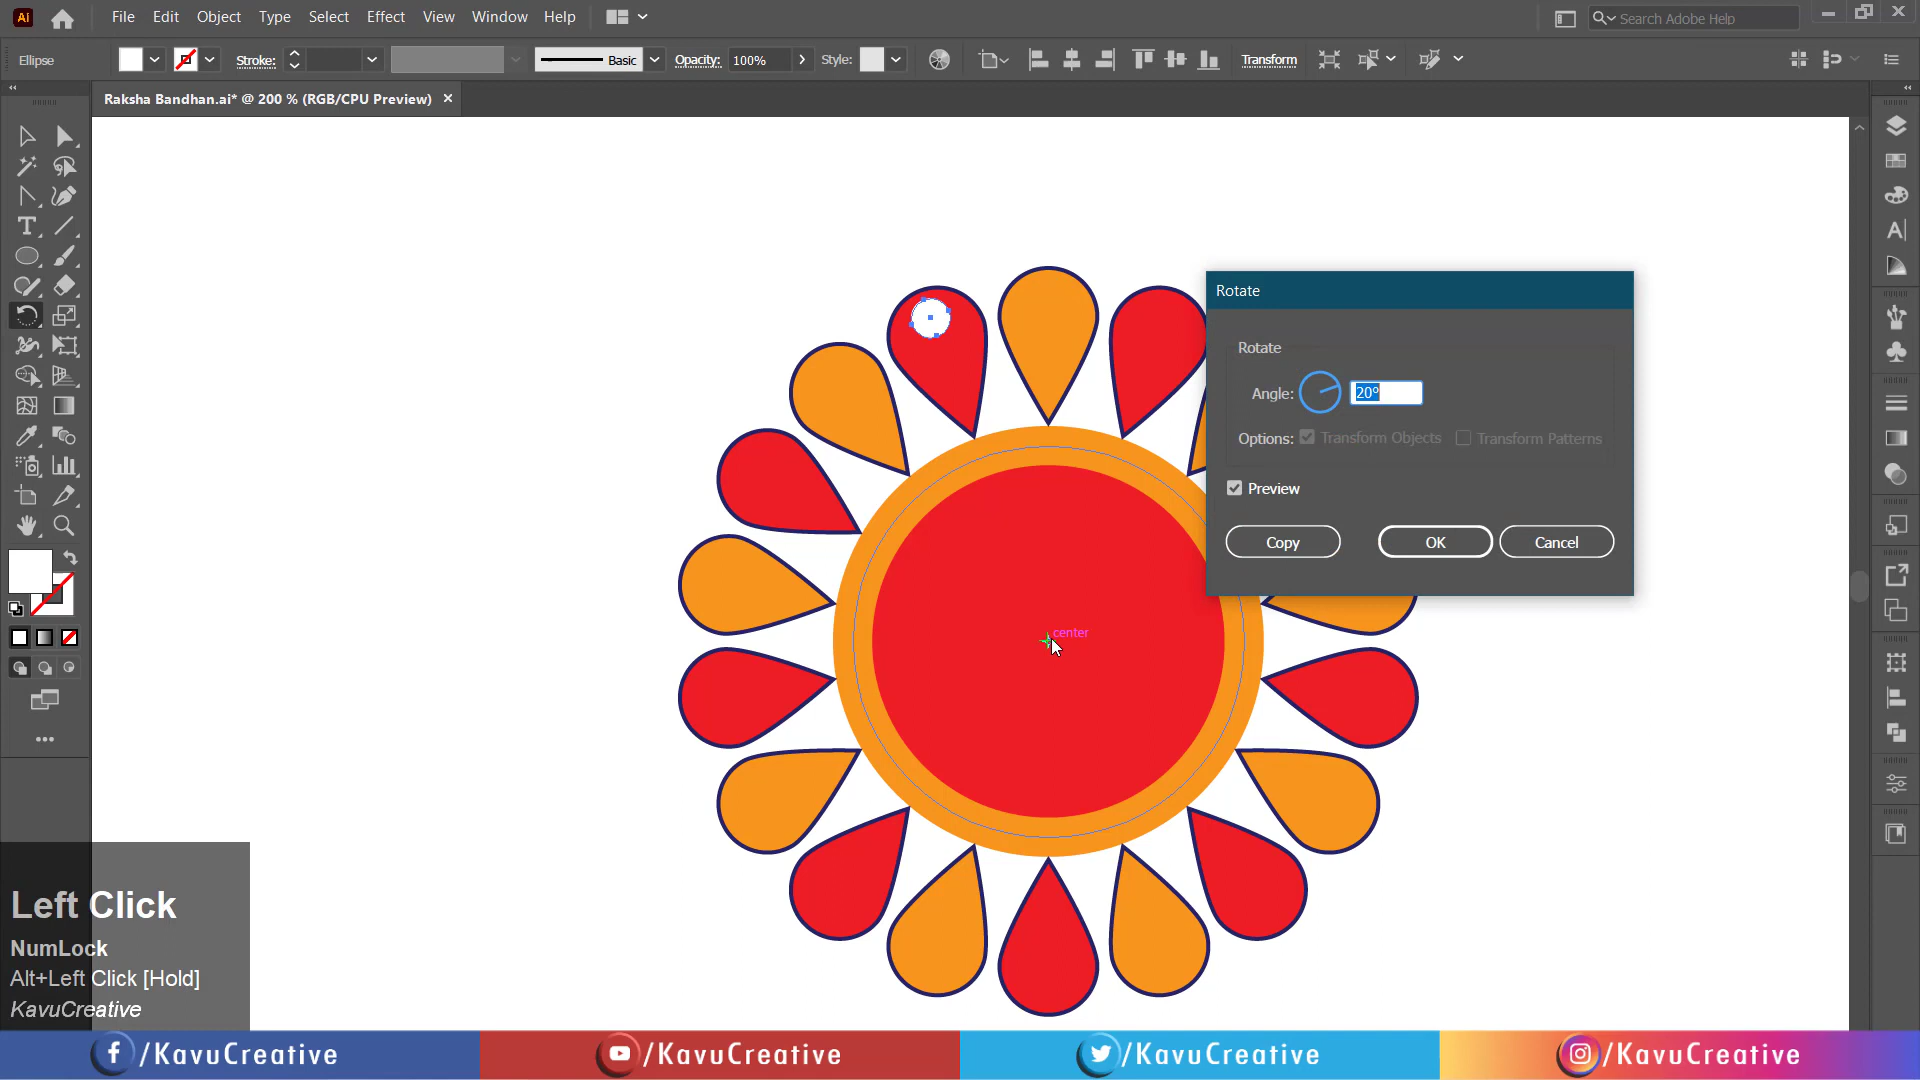 Ai File Edit Object Type Select Effect View Window Help Search Adobe Help
Ellipse Stroke: Basic Opacity: 100% Style: Transform
Raksha Bandhan.ai* @ 200 % (RGB/CPU Preview)
Rotate
Rotate
Angle: 20°
Options: Transform Objects Transform Patterns
Preview
Copy OK Cancel
center
Left Click
NumLock
Alt+Left Click [Hold]
KavuCreative
/KavuCreative /KavuCreative /KavuCreative /KavuCreative